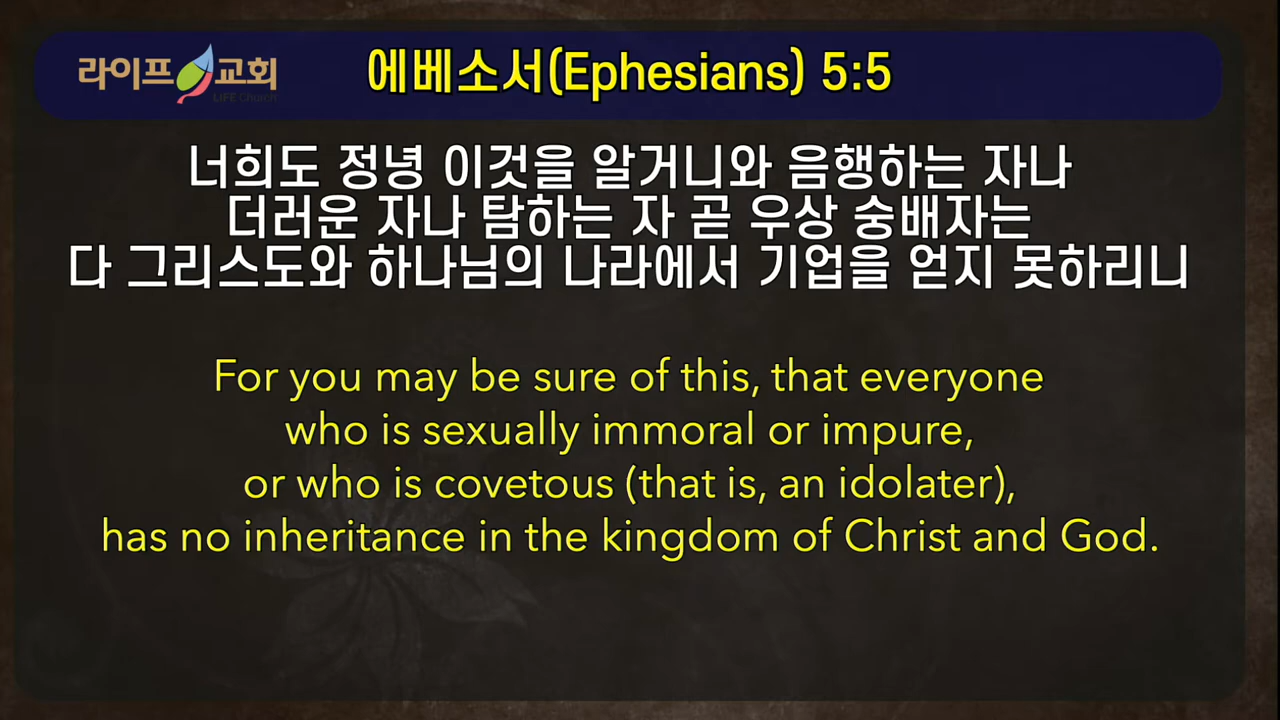 라이프교회
LIFE Church
에베소서(Ephesians) 5:5
너희도 정녕 이것을 알거니와 음행하는 자나
더러운 자나 탐하는 자 곧 우상 숭배자는
다 그리스도와 하나님의 나라에서 기업을 얻지 못하리니
For you may be sure of this, that everyone
who is sexually immoral or impure,
or who is covetous (that is, an idolater),
has no inheritance in the kingdom of Christ and God.